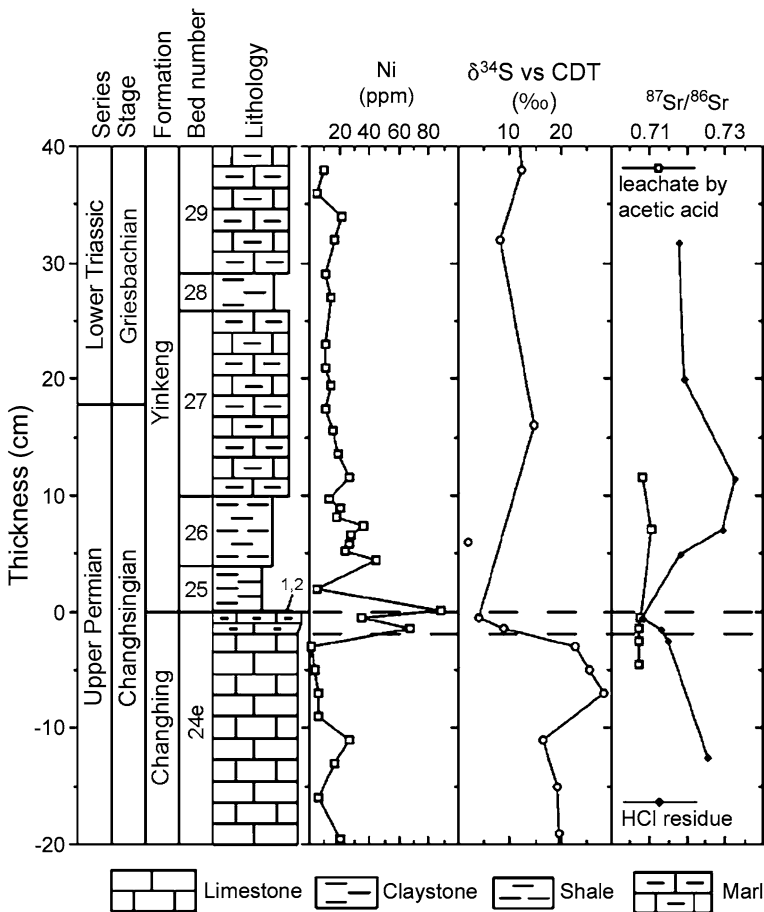 Series
Stage
Formation
Bed number
Lithology
Ni
(ppm)
20 40 60 80
δ³⁴S vs CDT
(‰)
10 20
⁸⁷Sr/⁸⁶Sr
0.71 0.73
Thickness (cm)
40
30
20
10
0
-10
-20
Lower Triassic
Upper Permian
Griesbachian
Changhsingian
Yinkeng
Changhing
29
28
27
26
25
24e
1,2
leachate by
acetic acid
HCl residue
Limestone
Claystone
Shale
Marl